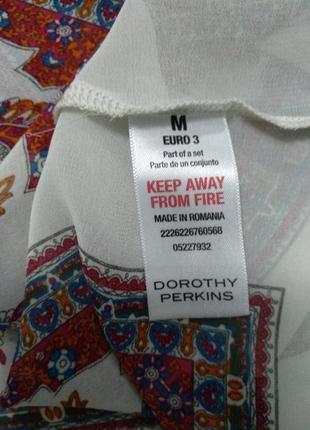 M
EURO 3
Part of a set
Parte de un conjunto
KEEP AWAY
FROM FIRE
MADE IN ROMANIA
2226226760568
05227932
DOROTHY
PERKINS